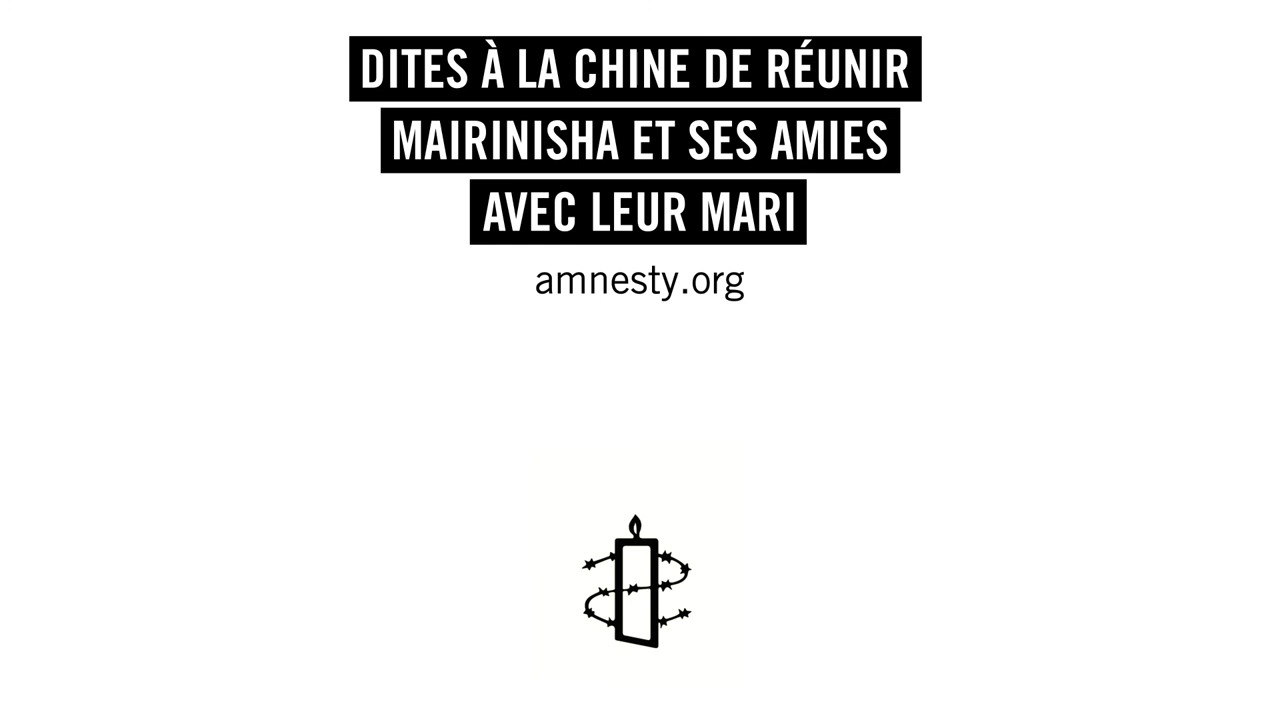 DITES À LA CHINE DE RÉUNIR
MAIRINISHA ET SES AMIES
AVEC LEUR MARI
amnesty.org